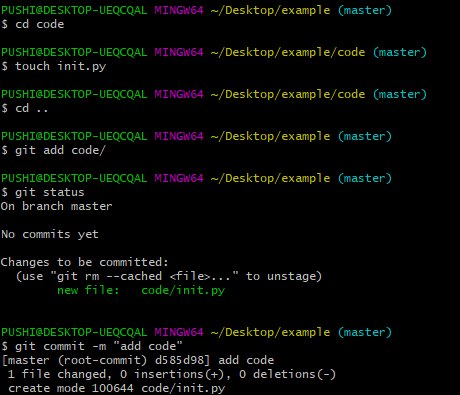 PUSHI@DESKTOP-UEQCQAL MINGW64 ~/Desktop/example (master)
$ cd code
PUSHI@DESKTOP-UEQCQAL MINGW64 ~/Desktop/example/code (master)
$ touch init.py
PUSHI@DESKTOP-UEQCQAL MINGW64 ~/Desktop/example/code (master)
$ cd ..
PUSHI@DESKTOP-UEQCQAL MINGW64 ~/Desktop/example (master)
$ git add code/
PUSHI@DESKTOP-UEQCQAL MINGW64 ~/Desktop/example (master)
$ git status
On branch master
No commits yet
Changes to be committed:
  (use "git rm --cached <file>..." to unstage)
        new file:   code/init.py
PUSHI@DESKTOP-UEQCQAL MINGW64 ~/Desktop/example (master)
$ git commit -m "add code"
[master (root-commit) d585d98] add code
 1 file changed, 0 insertions(+), 0 deletions(-)
 create mode 100644 code/init.py